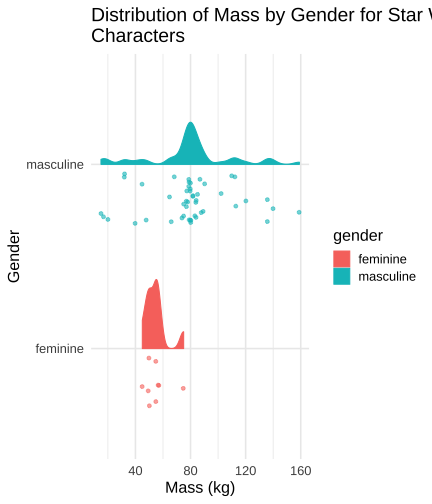 Distribution of Mass by Gender for Star
Characters
masculine
feminine
Gender
40 80 120 160
Mass (kg)
gender
feminine
masculine